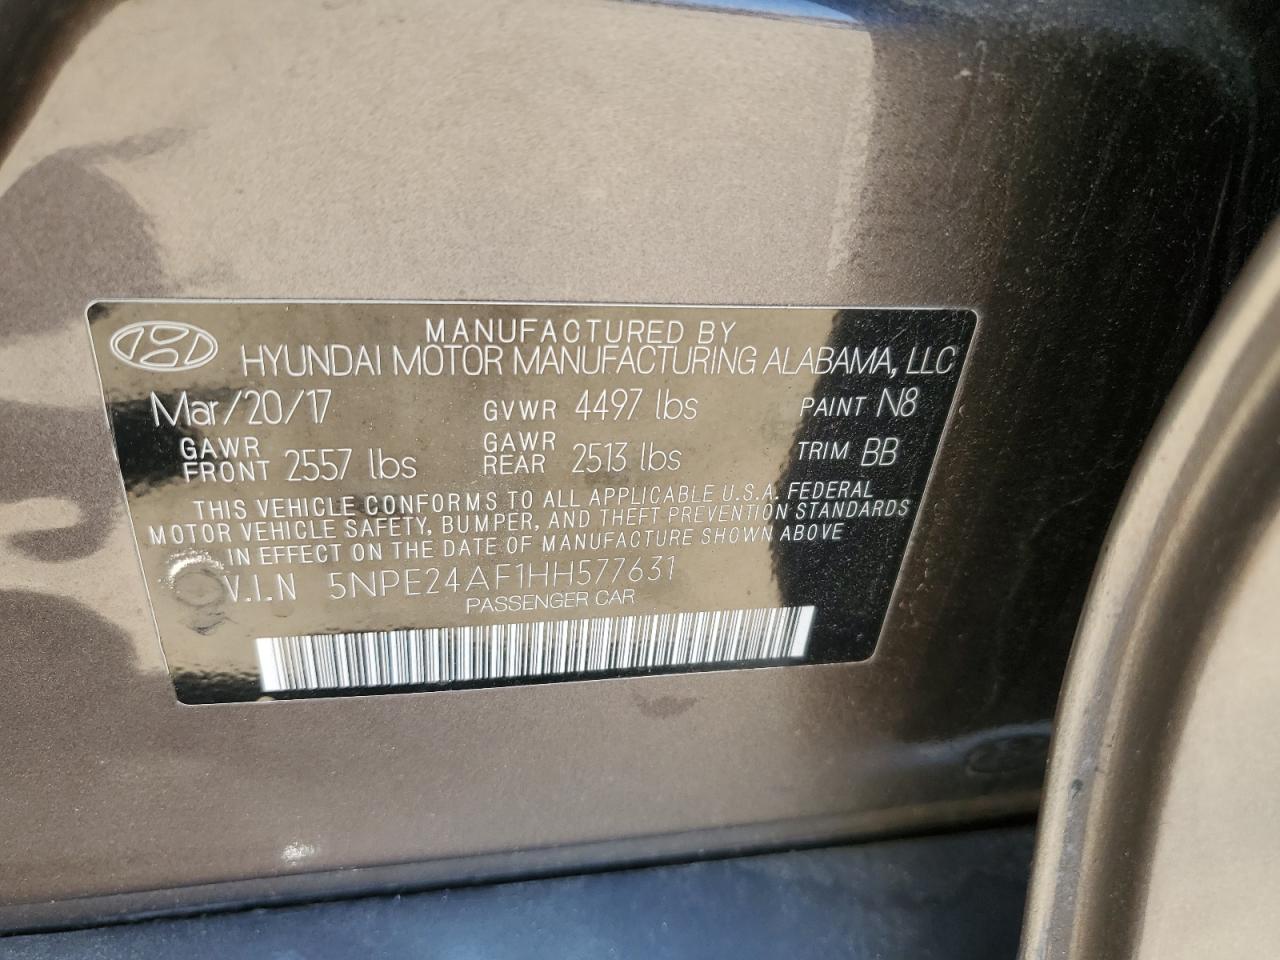 MANUFACTURED BY
HYUNDAI MOTOR MANUFACTURING ALABAMA, LLC
Mar/20/17 GVWR 4497 lbs PAINT N8
GAWR FRONT 2557 lbs GAWR REAR 2513 lbs TRIM BB
THIS VEHICLE CONFORMS TO ALL APPLICABLE U.S.A. FEDERAL
MOTOR VEHICLE SAFETY, BUMPER, AND THEFT PREVENTION STANDARDS
IN EFFECT ON THE DATE OF MANUFACTURE SHOWN ABOVE
V.I.N 5NPE24AF1HH577631
PASSENGER CAR